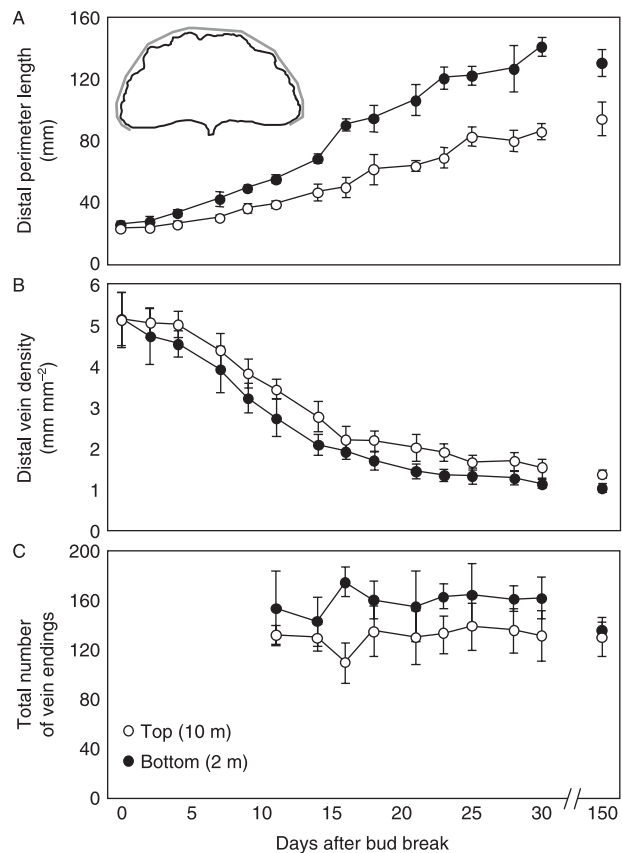 A
160
120
80
40
0
Distal perimeter length
(mm)
B
6
5
4
3
2
1
0
Distal vein density
(mm mm⁻²)
C
200
160
120
80
40
0
Total number
of vein endings
Top (10 m)
Bottom (2 m)
0 5 10 15 20 25 30 150
Days after bud break